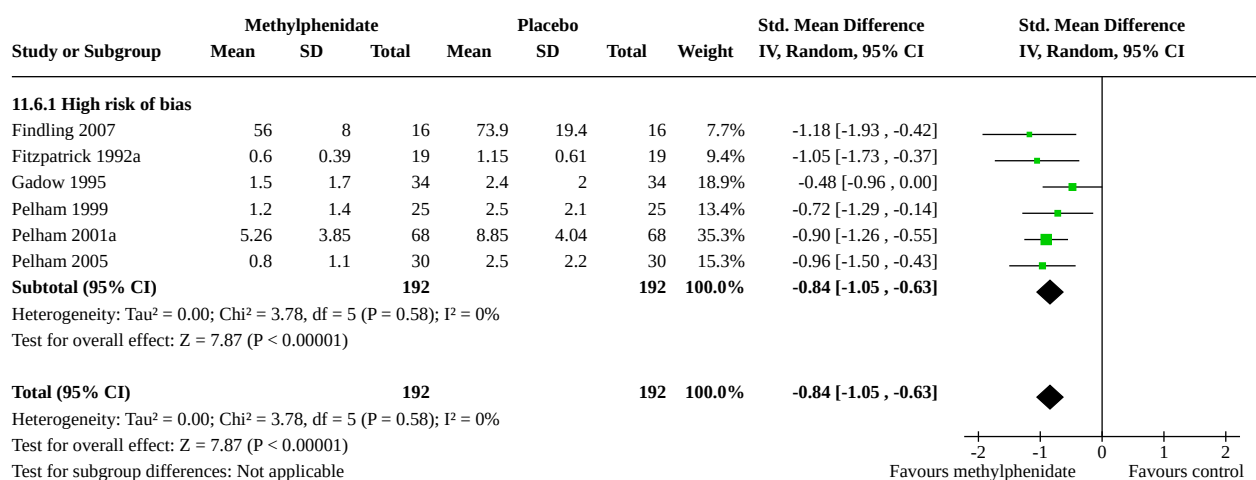 Methylphenidate Placebo Std. Mean Difference Std. Mean Difference
Study or Subgroup Mean SD Total Mean SD Total Weight IV, Random, 95% CI IV, Random, 95% CI
11.6.1 High risk of bias
Findling 2007 56 8 16 73.9 19.4 16 7.7% -1.18 [-1.93 , -0.42]
Fitzpatrick 1992a 0.6 0.39 19 1.15 0.61 19 9.4% -1.05 [-1.73 , -0.37]
Gadow 1995 1.5 1.7 34 2.4 2 34 18.9% -0.48 [-0.96 , 0.00]
Pelham 1999 1.2 1.4 25 2.5 2.1 25 13.4% -0.72 [-1.29 , -0.14]
Pelham 2001a 5.26 3.85 68 8.85 4.04 68 35.3% -0.90 [-1.26 , -0.55]
Pelham 2005 0.8 1.1 30 2.5 2.2 30 15.3% -0.96 [-1.50 , -0.43]
Subtotal (95% CI) 192 192 100.0% -0.84 [-1.05 , -0.63]
Heterogeneity: Tau² = 0.00; Chi² = 3.78, df = 5 (P = 0.58); I² = 0%
Test for overall effect: Z = 7.87 (P < 0.00001)
Total (95% CI) 192 192 100.0% -0.84 [-1.05 , -0.63]
Heterogeneity: Tau² = 0.00; Chi² = 3.78, df = 5 (P = 0.58); I² = 0%
Test for overall effect: Z = 7.87 (P < 0.00001)
-2 -1 0 1 2
Test for subgroup differences: Not applicable Favours methylphenidate Favours control